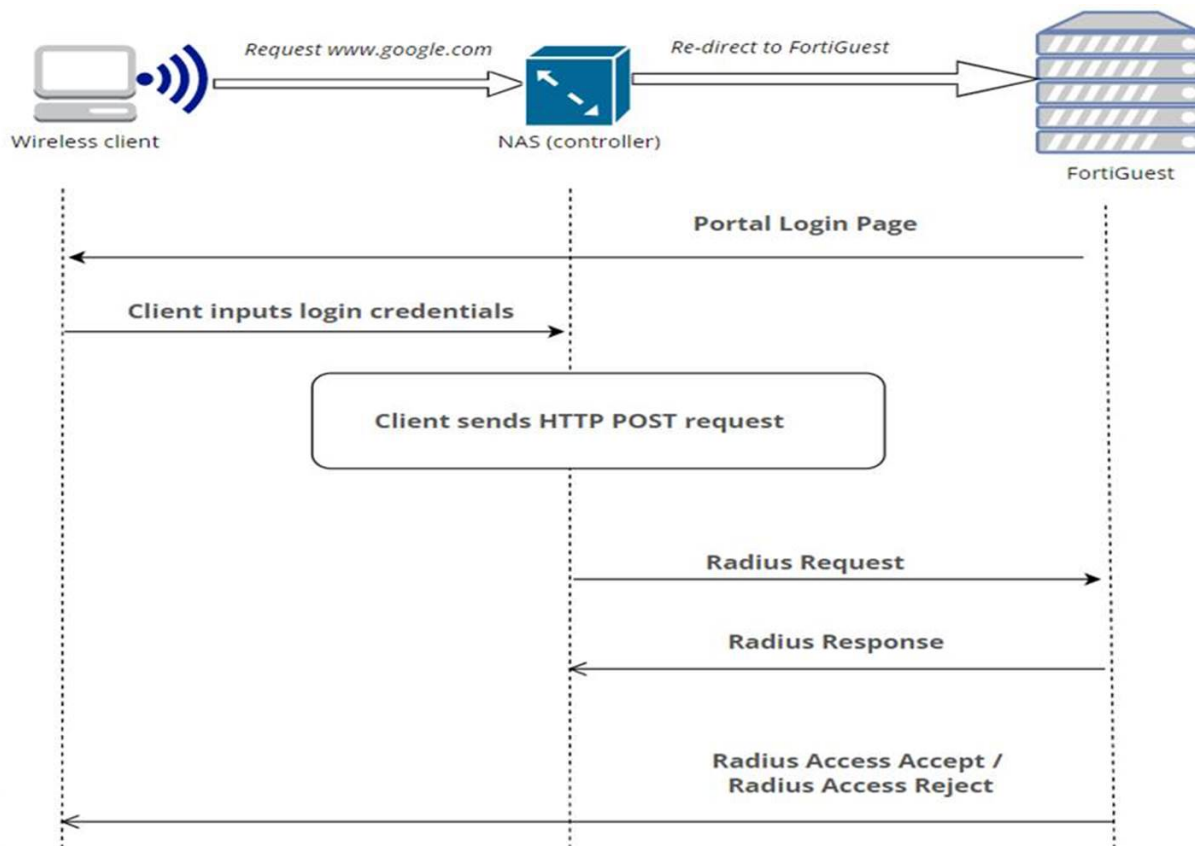 Request www.google.com
Re-direct to FortiGuest
Wireless client
NAS (controller)
FortiGuest
Portal Login Page
Client inputs login credentials
Client sends HTTP POST request
Radius Request
Radius Response
Radius Access Accept /
Radius Access Reject